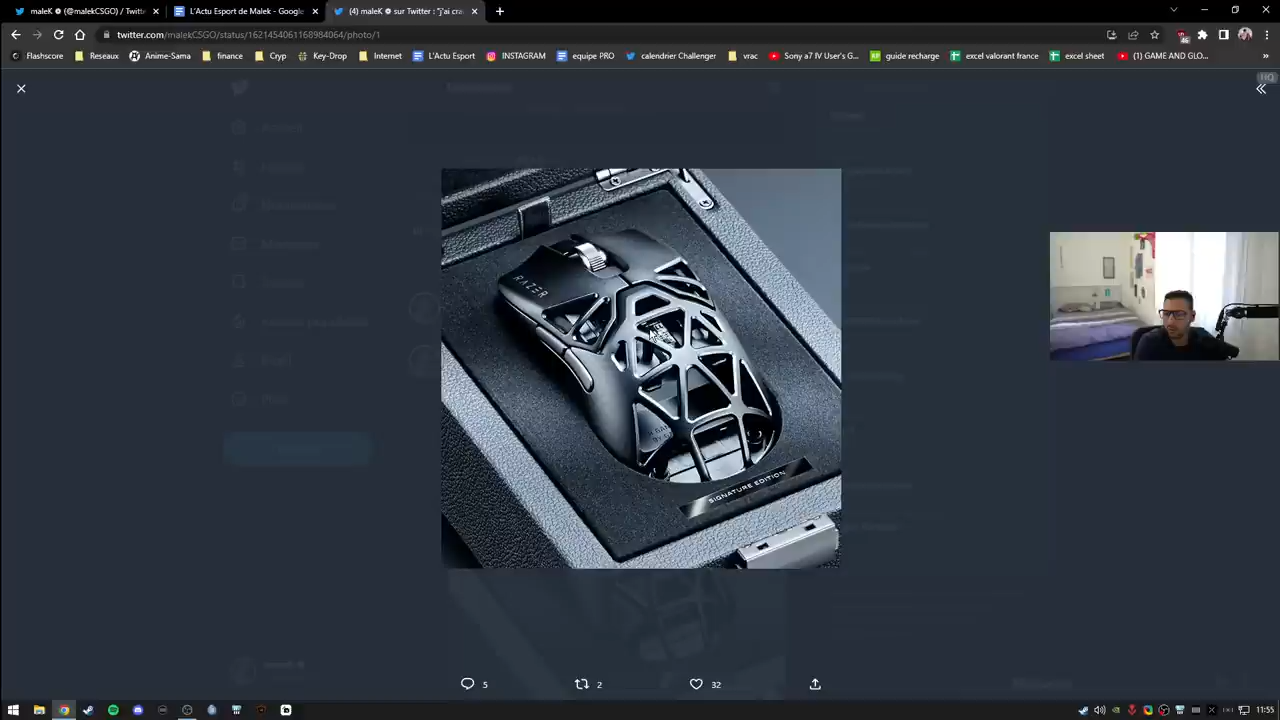 maleK (@malekCSGO) / Twitte
L'Actu Esport de Malek - Google
(4) maleK sur Twitter : "j'ai cra
twitter.com/malekCSGO/status/1621454061168984064/photo/1
Flashscore
Reseaux
Anime-Sama
finance
Cryp
Key-Drop
Internet
L'Actu Esport
INSTAGRAM
equipe PRO
calendrier Challenger
vrac
Sony a7 IV User's G...
guide recharge
excel valorant france
excel sheet
(1) GAME AND GLO...
HQ
RAZER
SIGNATURE EDITION
5
2
32
11:55